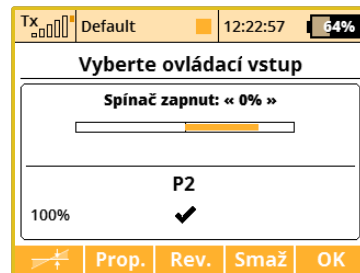 Tx Default 12:22:57 64%
Vyberte ovládací vstup
Spínač zapnut: « 0% »
P2
100%
Prop. Rev. Smaž OK